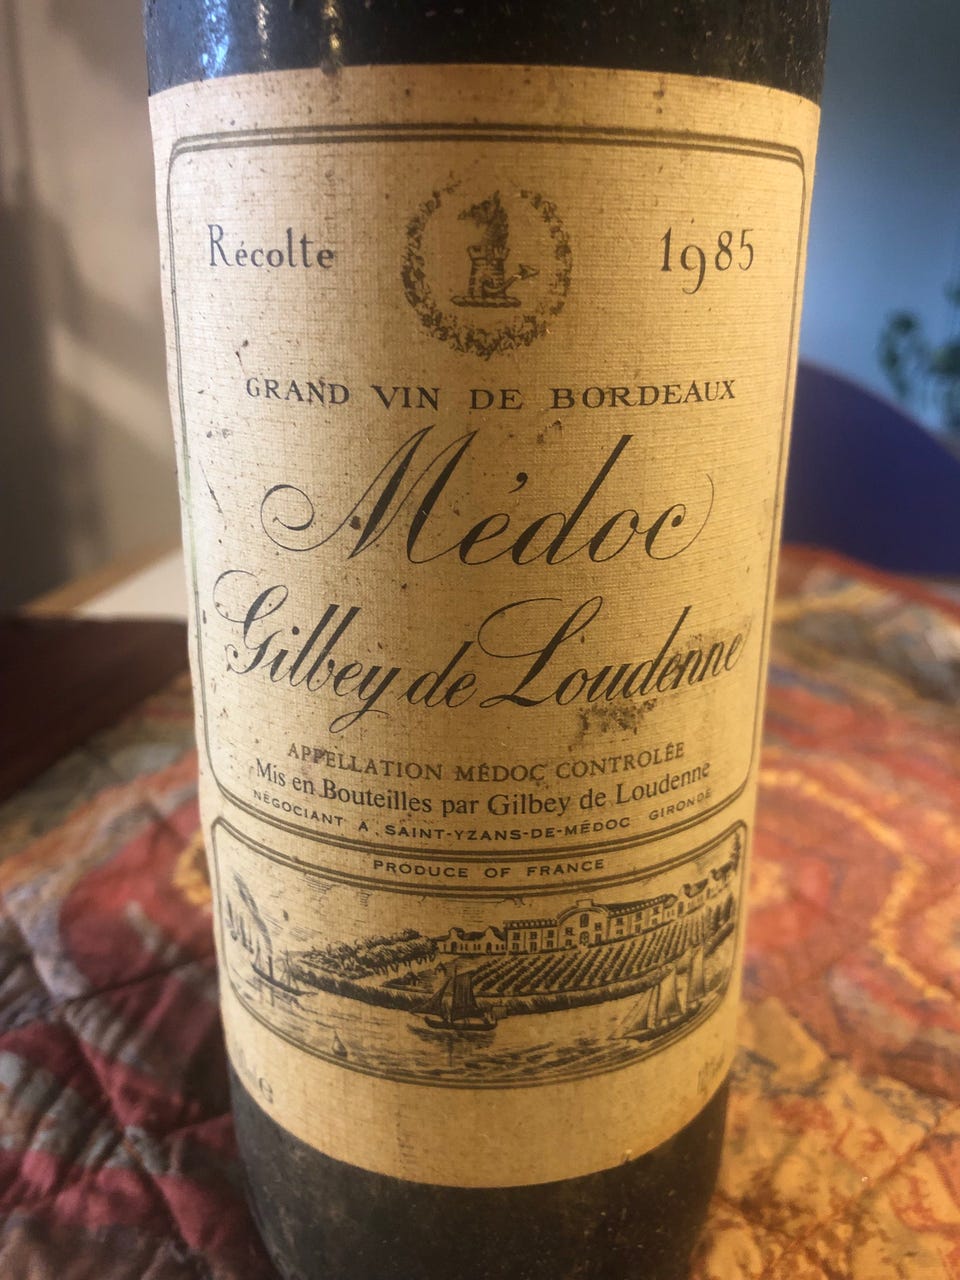 Récolte 1985
GRAND VIN DE BORDEAUX
Médoc
Gilbey de Loudenne
APPELLATION MÉDOC CONTROLÉE
Mis en Bouteilles par Gilbey de Loudenne
NÉGOCIANT A SAINT-YZANS-DE-MÉDOC GIRONDE
PRODUCE OF FRANCE